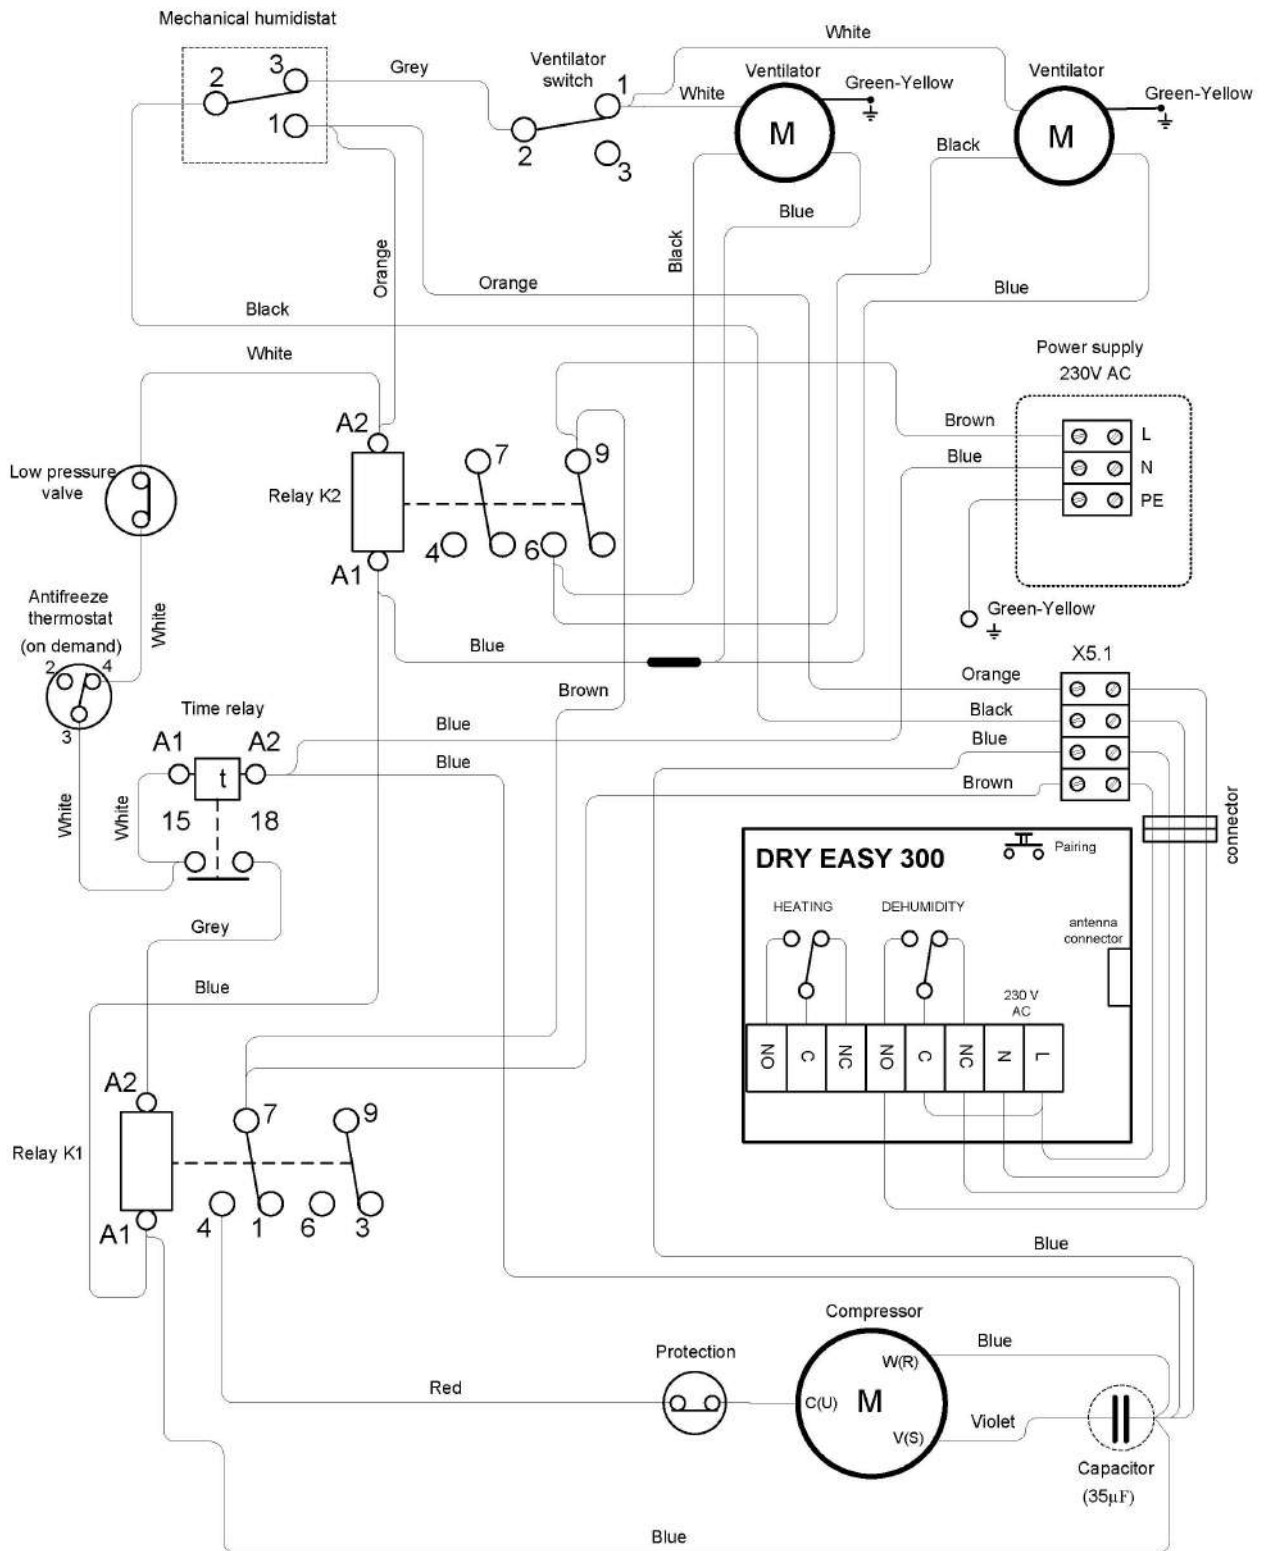 Mechanical humidistat
White
3
2
1
Grey
Ventilator
switch
1
2
3
White
Ventilator
M
Green-Yellow
Ventilator
M
Green-Yellow
Black
Blue
Black
Orange
Orange
Blue
Black
White
Power supply
230V AC
A2
7
9
Brown
L
Blue
N
PE
Low pressure
valve
Relay K2
4
6
A1
Antifreeze
thermostat
(on demand)
White
2
4
3
Green-Yellow
Blue
X5.1
Orange
Brown
Time relay
Black
Blue
A1
A2
t
Blue
Blue
Brown
White
White
15
18
connector
DRY EASY 300
Pairing
HEATING
DEHUMIDITY
antenna
connector
Grey
Blue
230 V
AC
NO
C
NC
NO
C
NC
N
L
A2
7
9
Relay K1
4
1
6
3
A1
Blue
Compressor
Protection
W(R)
Blue
Red
C(U)
M
V(S)
Violet
Capacitor
(35µF)
Blue